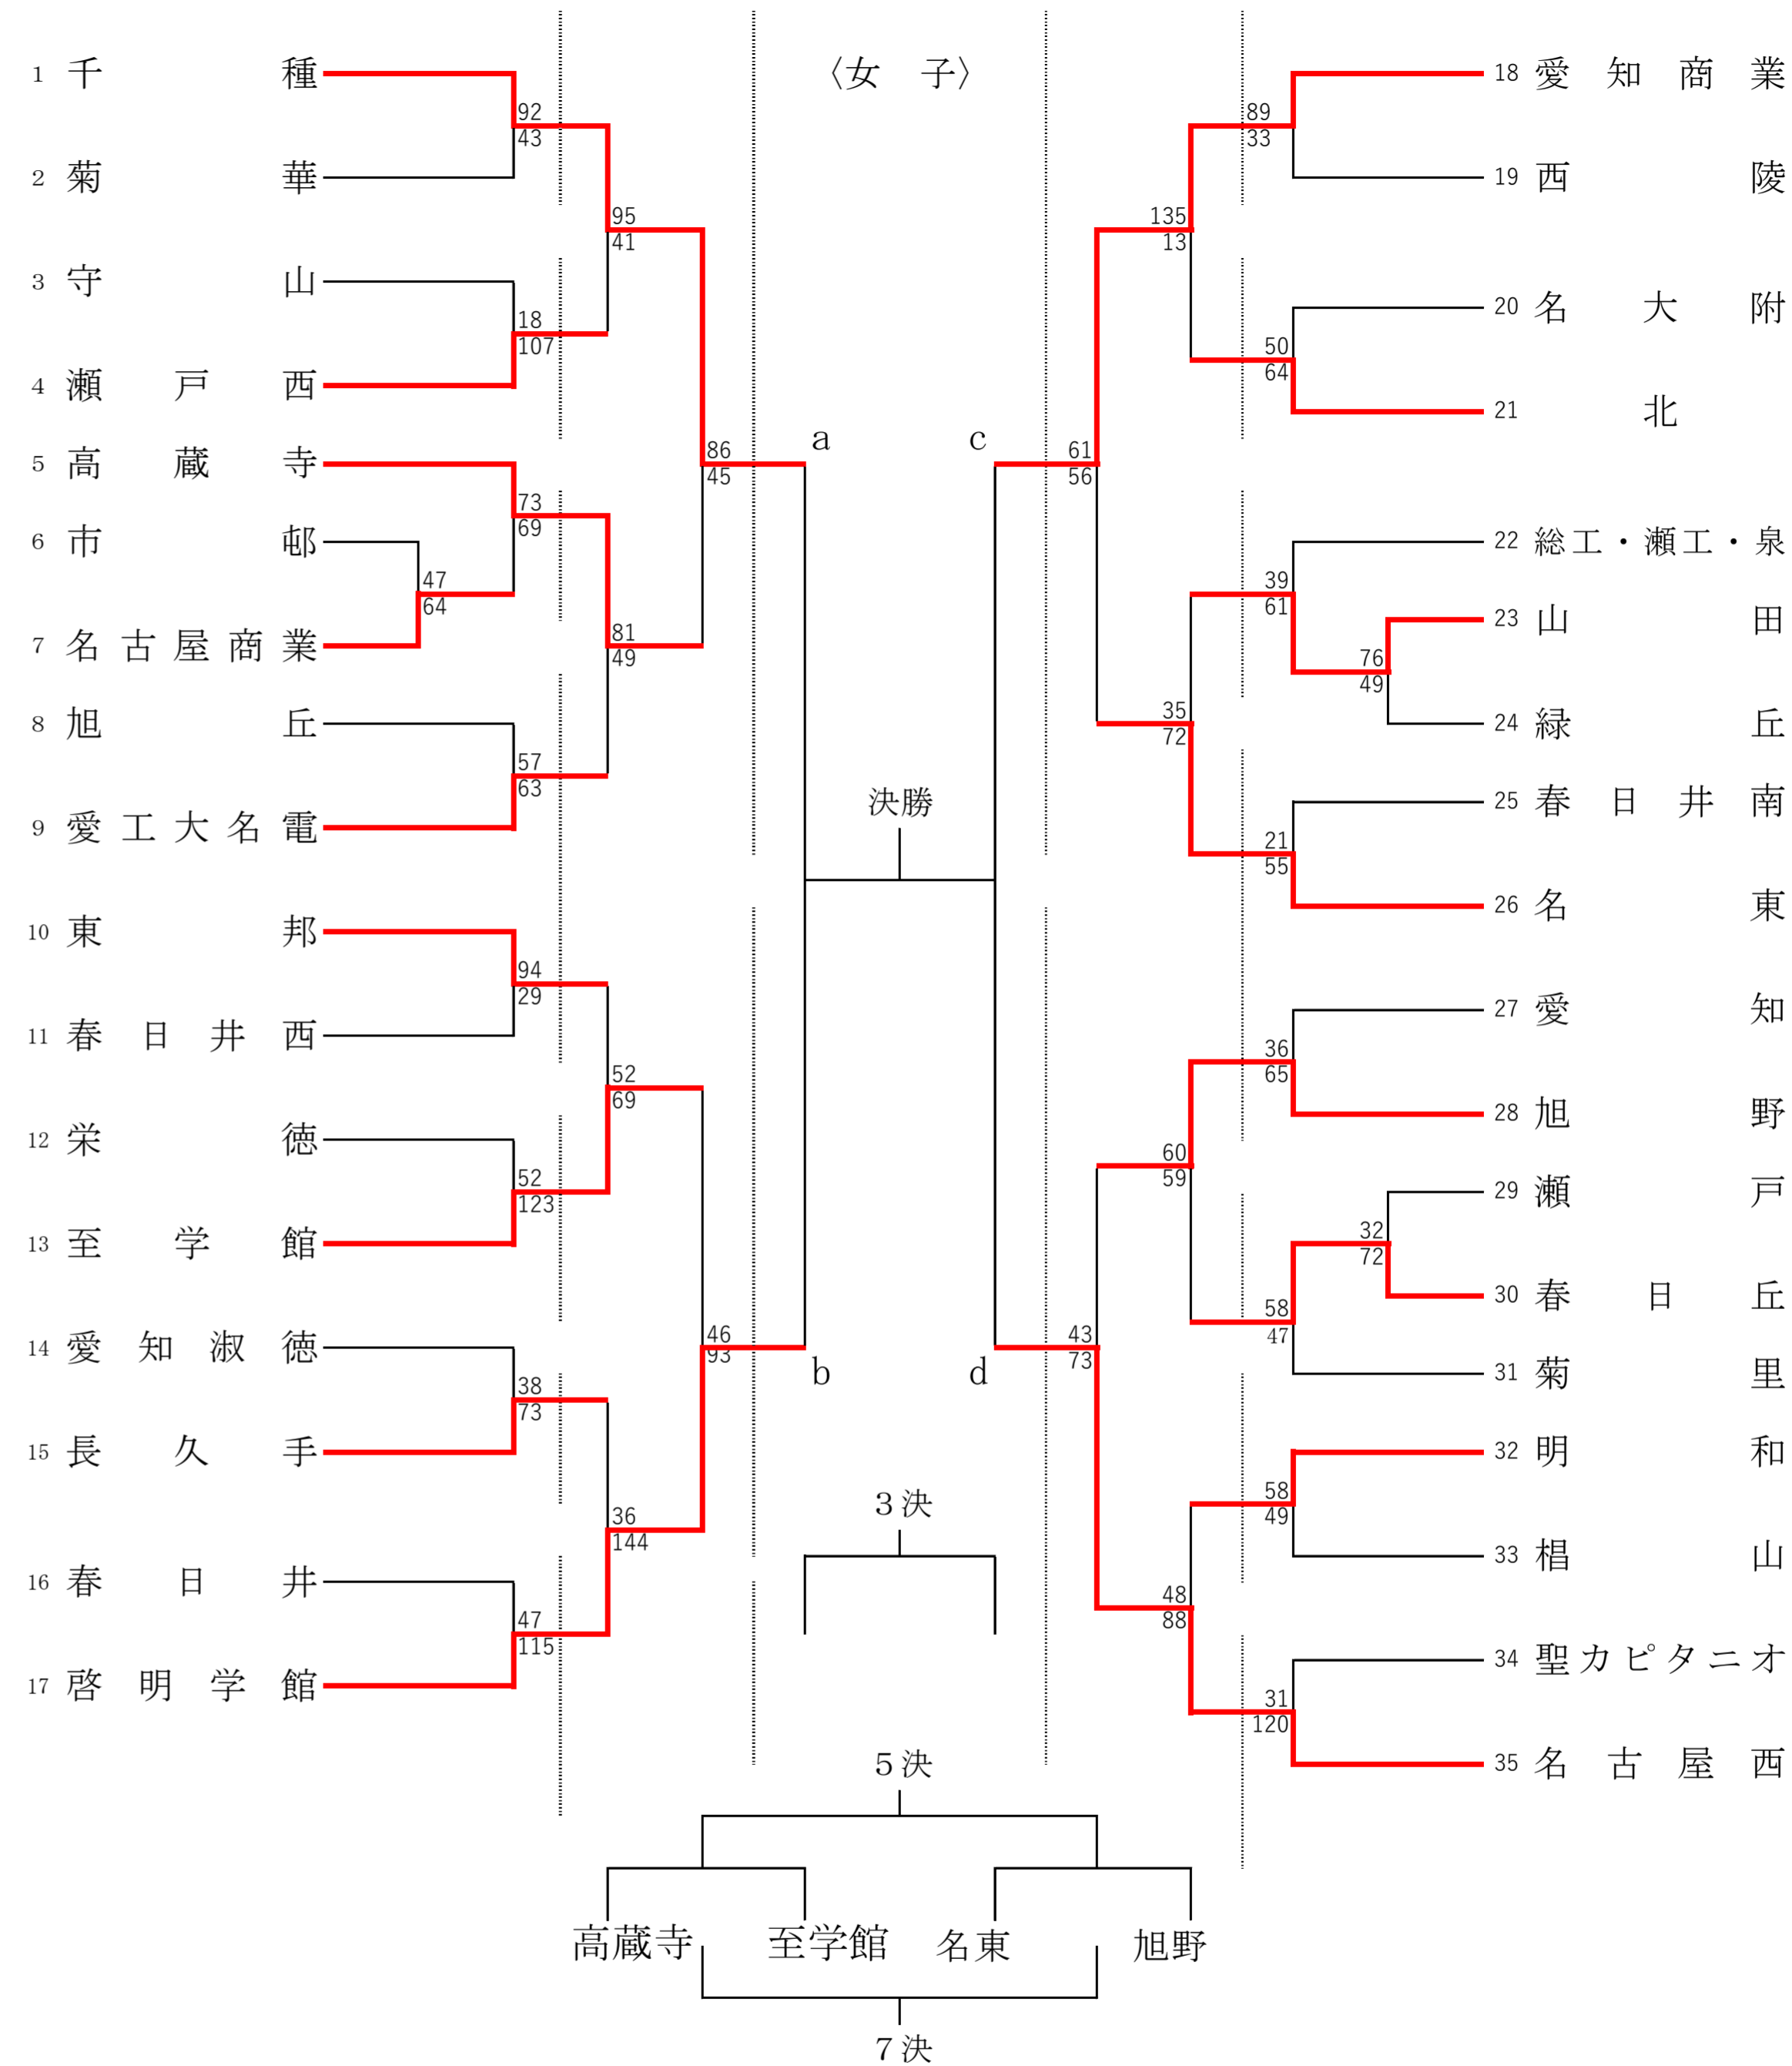 〈女　子〉
1 千種
92
43
2 菊華
95
41
3 守山
18
107
4 瀬戸西
86
45
a
5 高蔵寺
73
69
6 市邨
47
64
7 名古屋商業
81
49
8 旭丘
57
63
9 愛工大名電
決勝
10 東邦
94
29
11 春日井西
52
69
12 栄徳
52
123
13 至学館
46
93
b
14 愛知淑徳
38
73
15 長久手
36
144
16 春日井
47
115
17 啓明学館
18 愛知商業
89
33
19 西陵
135
13
20 名大附
50
64
21 北
c
61
56
22 総工・瀬工・泉
39
61
23 山田
76
49
24 緑丘
35
72
25 春日井南
21
55
26 名東
27 愛知
36
65
28 旭野
60
59
29 瀬戸
32
72
30 春日丘
58
47
31 菊里
d
43
73
32 明和
58
49
33 椙山
48
88
34 聖カピタニオ
31
120
35 名古屋西
３決
５決
高蔵寺 至学館 名東 旭野
７決